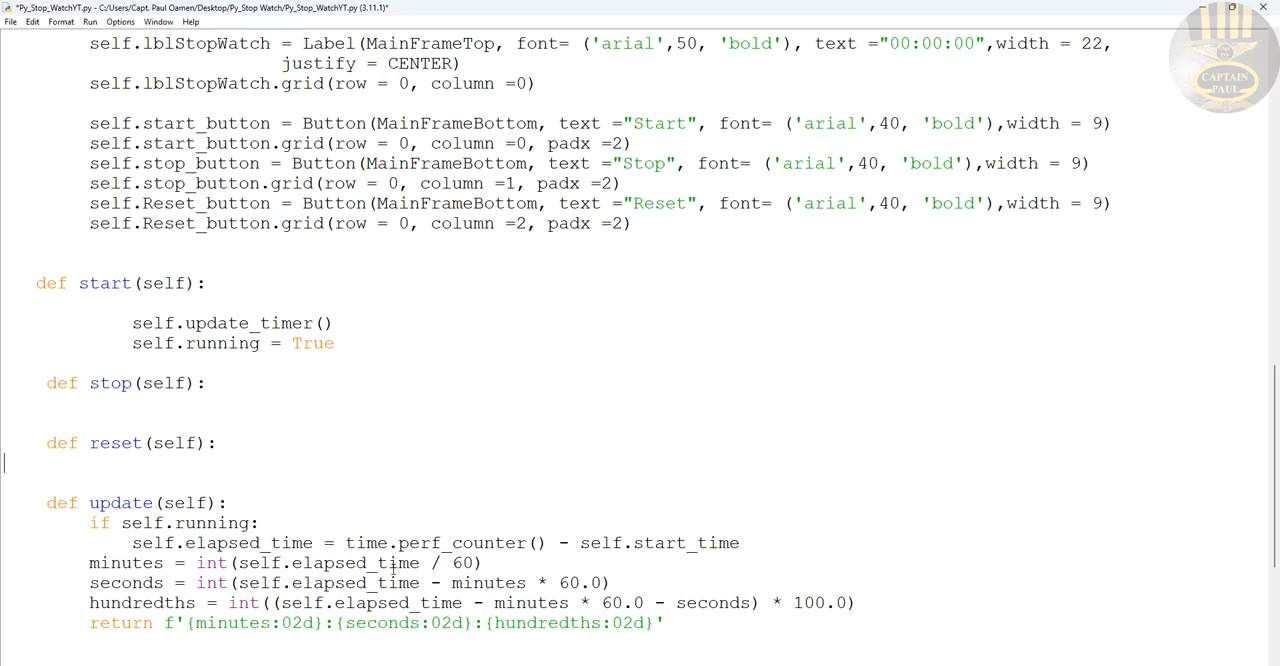 *Py_Stop_WatchYT.py - C:/Users/Capt. Paul Oamen/Desktop/Py_Stop Watch/Py_Stop_WatchYT.py (3.11.1)*
File Edit Format Run Options Window Help
self.lblStopWatch = Label(MainFrameTop, font= ('arial',50, 'bold'), text ="00:00:00",width = 22,
justify = CENTER)
self.lblStopWatch.grid(row = 0, column =0)
self.start_button = Button(MainFrameBottom, text ="Start", font= ('arial',40, 'bold'),width = 9)
self.start_button.grid(row = 0, column =0, padx =2)
self.stop_button = Button(MainFrameBottom, text ="Stop", font= ('arial',40, 'bold'),width = 9)
self.stop_button.grid(row = 0, column =1, padx =2)
self.Reset_button = Button(MainFrameBottom, text ="Reset", font= ('arial',40, 'bold'),width = 9)
self.Reset_button.grid(row = 0, column =2, padx =2)
def start(self):
self.update_timer()
self.running = True
def stop(self):
def reset(self):
def update(self):
if self.running:
self.elapsed_time = time.perf_counter() - self.start_time
minutes = int(self.elapsed_time / 60)
seconds = int(self.elapsed_time - minutes * 60.0)
hundredths = int((self.elapsed_time - minutes * 60.0 - seconds) * 100.0)
return f'{minutes:02d}:{seconds:02d}:{hundredths:02d}'
CAPTAIN
PAUL